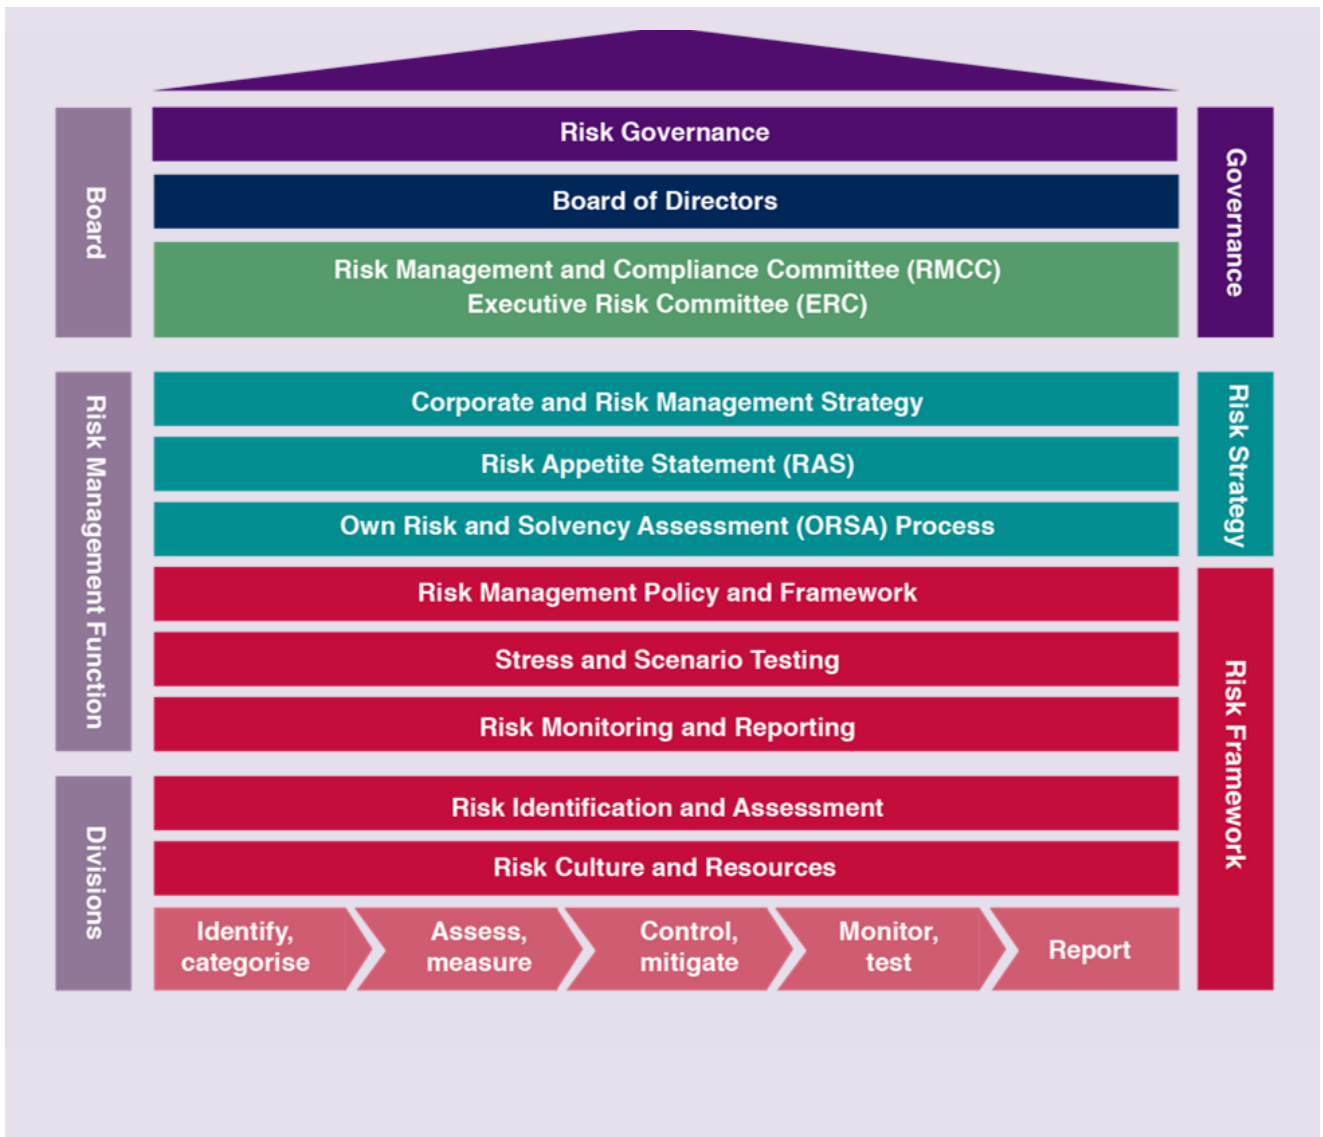 Risk Governance
Board of Directors
Risk Management and Compliance Committee (RMCC)
Executive Risk Committee (ERC)
Board
Governance
Corporate and Risk Management Strategy
Risk Appetite Statement (RAS)
Own Risk and Solvency Assessment (ORSA) Process
Risk Management Policy and Framework
Stress and Scenario Testing
Risk Monitoring and Reporting
Risk Management Function
Risk Strategy
Risk Identification and Assessment
Risk Culture and Resources
Identify,
categorise
Assess,
measure
Control,
mitigate
Monitor,
test
Report
Divisions
Risk Framework